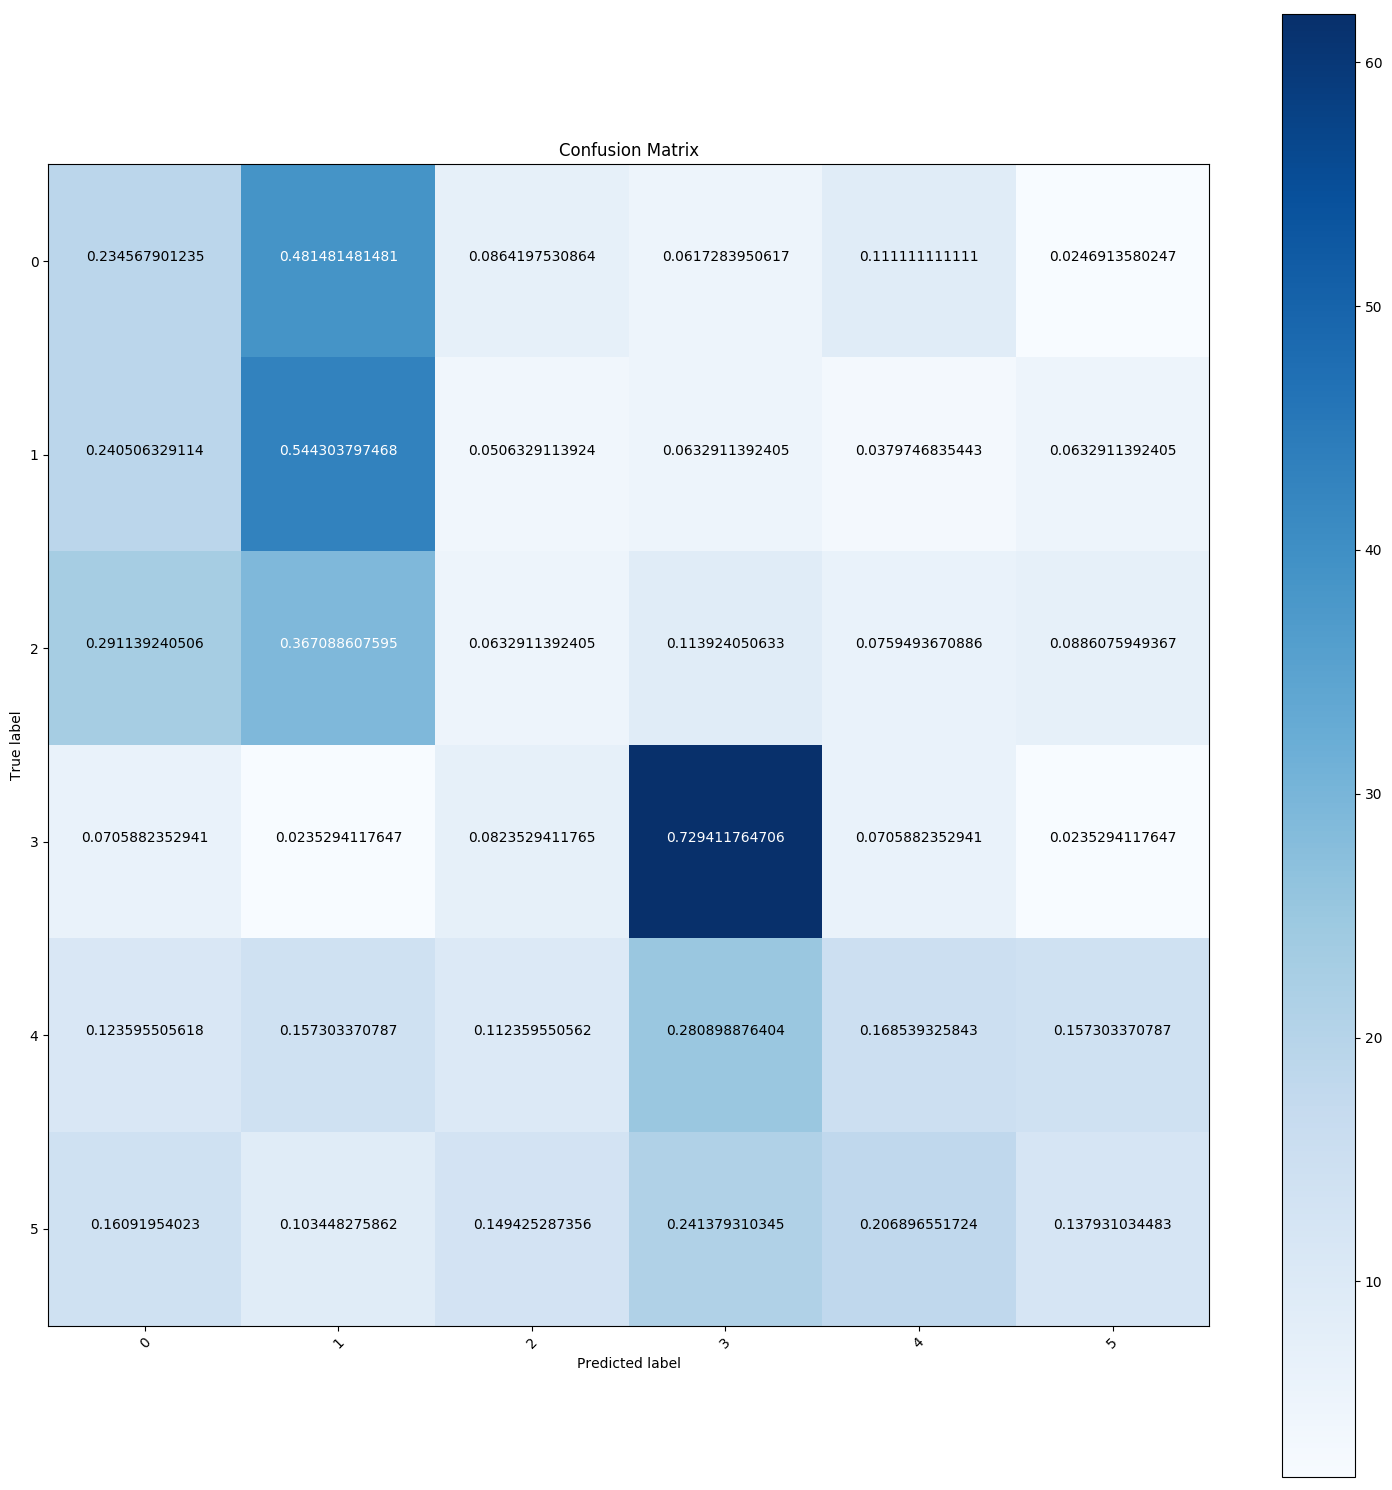 Confusion Matrix
0 0.234567901235 0.481481481481 0.0864197530864 0.0617283950617 0.111111111111 0.0246913580247
1 0.240506329114 0.544303797468 0.0506329113924 0.0632911392405 0.0379746835443 0.0632911392405
2 0.291139240506 0.367088607595 0.0632911392405 0.113924050633 0.0759493670886 0.0886075949367
3 0.0705882352941 0.0235294117647 0.0823529411765 0.729411764706 0.0705882352941 0.0235294117647
4 0.123595505618 0.157303370787 0.112359550562 0.280898876404 0.168539325843 0.157303370787
5 0.16091954023 0.103448275862 0.149425287356 0.241379310345 0.206896551724 0.137931034483
0 1 2 3 4 5
Predicted label
True label
60
50
40
30
20
10